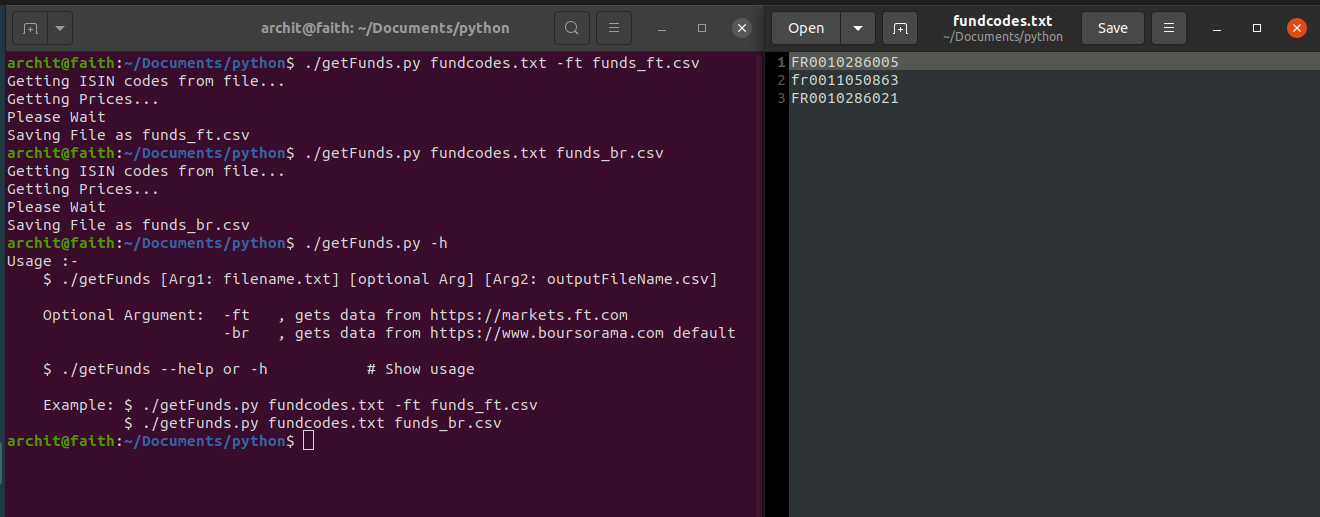 archit@faith: ~/Documents/python
archit@faith:~/Documents/python$ ./getFunds.py fundcodes.txt -ft funds_ft.csv
Getting ISIN codes from file...
Getting Prices...
Please Wait
Saving File as funds_ft.csv
archit@faith:~/Documents/python$ ./getFunds.py fundcodes.txt funds_br.csv
Getting ISIN codes from file...
Getting Prices...
Please Wait
Saving File as funds_br.csv
archit@faith:~/Documents/python$ ./getFunds.py -h
Usage :-
    $ ./getFunds [Arg1: filename.txt] [optional Arg] [Arg2: outputFileName.csv]
    Optional Argument:  -ft   , gets data from https://markets.ft.com
                        -br   , gets data from https://www.boursorama.com default
    $ ./getFunds --help or -h           # Show usage
    Example: $ ./getFunds.py fundcodes.txt -ft funds_ft.csv
             $ ./getFunds.py fundcodes.txt funds_br.csv
archit@faith:~/Documents/python$
Open
fundcodes.txt
~/Documents/python
Save
1 FR0010286005
2 fr0011050863
3 FR0010286021